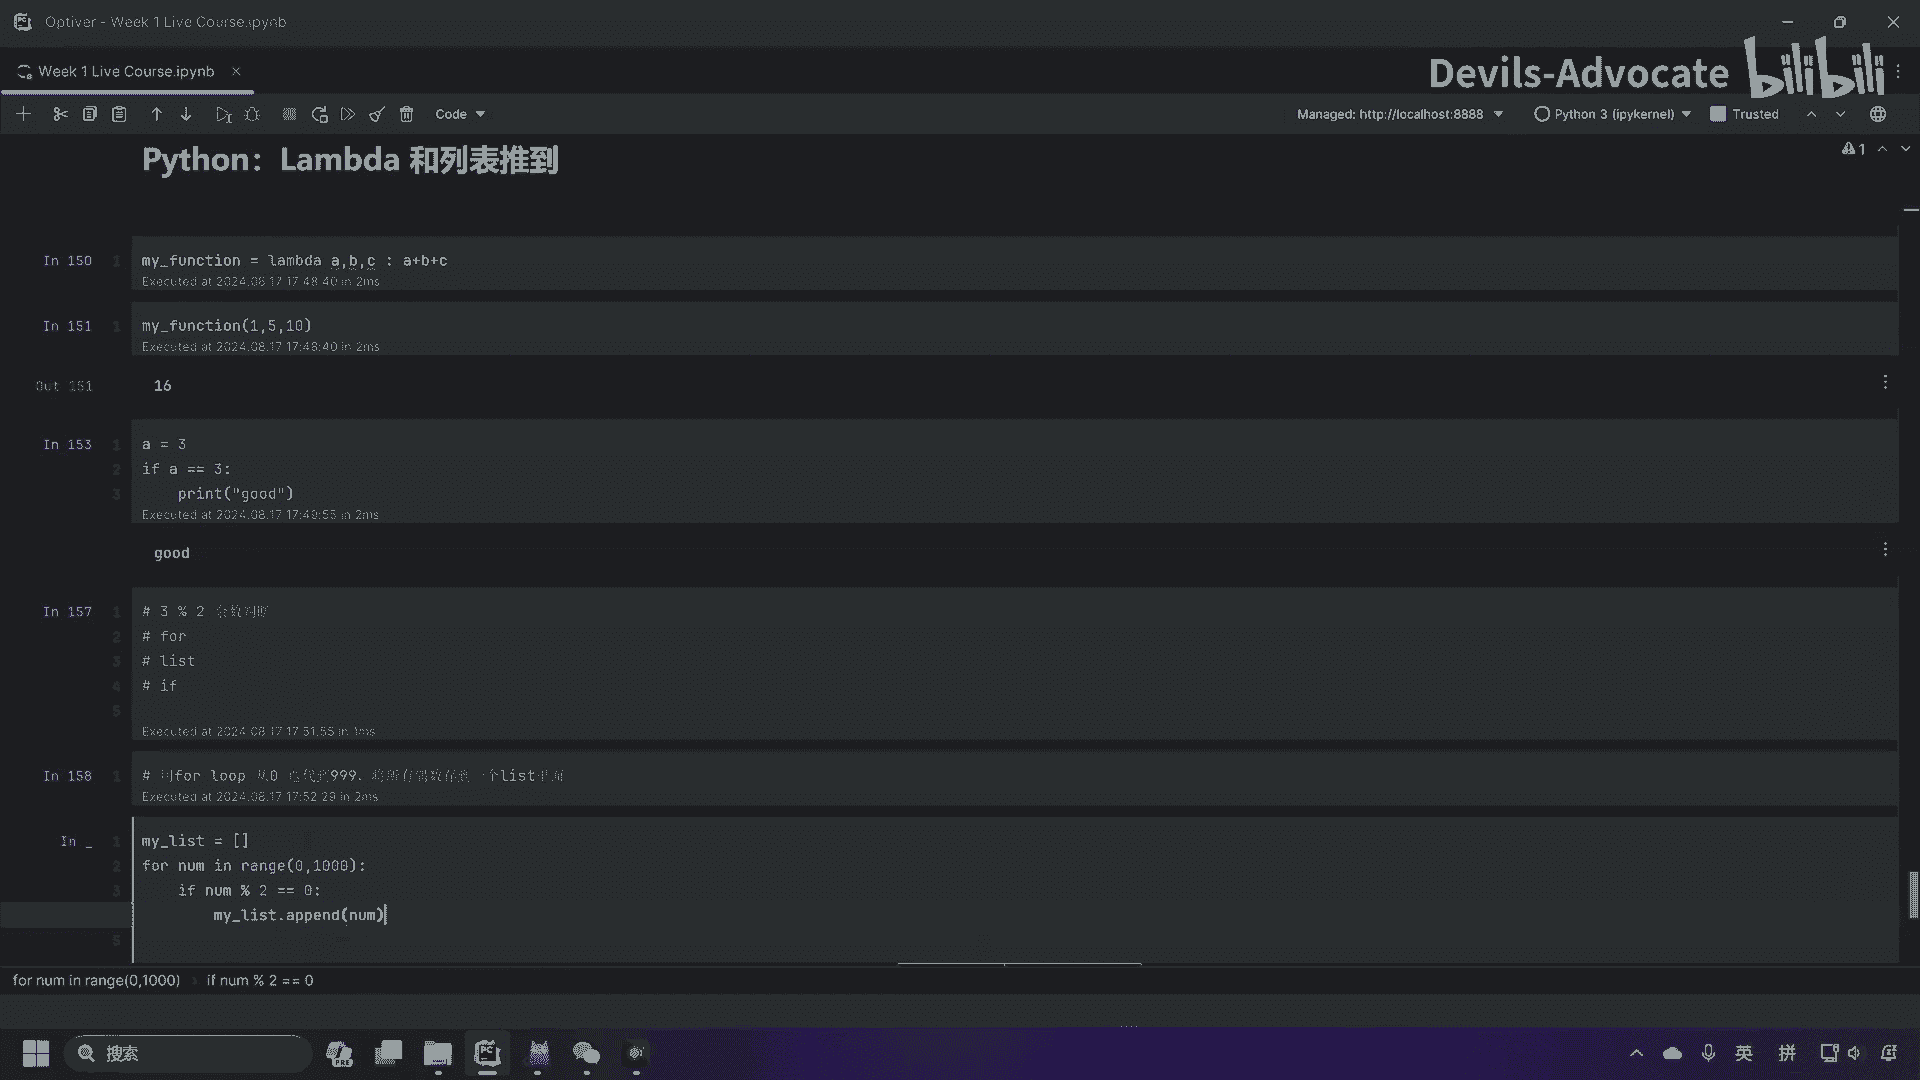 Optiver - Week 1 Live Course.ipynb
Week 1 Live Course.ipynb
Devils-Advocate bilibili
Code
Managed: http://localhost:8888
Python 3 (ipykernel)
Trusted
1
Python：Lambda 和列表推到
In 150
1 my_function = lambda a,b,c : a+b+c
Executed at 2024.08.17 17:48:40 in 2ms
In 151
1 my_function(1,5,10)
Executed at 2024.08.17 17:48:40 in 2ms
Out 151
16
In 153
1 a = 3
2 if a == 3:
3 print("good")
Executed at 2024.08.17 17:49:55 in 2ms
good
In 157
1 # 3 % 2
2 # for
3 # list
4 # if
5
Executed at 2024.08.17 17:51:55 in 1ms
In 158
1 # 用for loop 从0 999. 一个list里面
Executed at 2024.08.17 17:52:29 in 2ms
In _
1 my_list = []
2 for num in range(0,1000):
3 if num % 2 == 0:
my_list.append(num)
5
for num in range(0,1000) if num % 2 == 0
搜索
英
拼